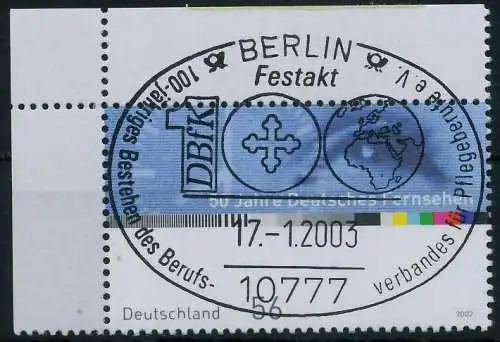 BERLIN
Festakt
100-jähriges Bestehen des Berufs-
verbandes für Pflegeberufe e.V.
1
DBfK
50 Jahre Deutsches Fernsehen
17.-1.2003
10777
56
Deutschland
2002